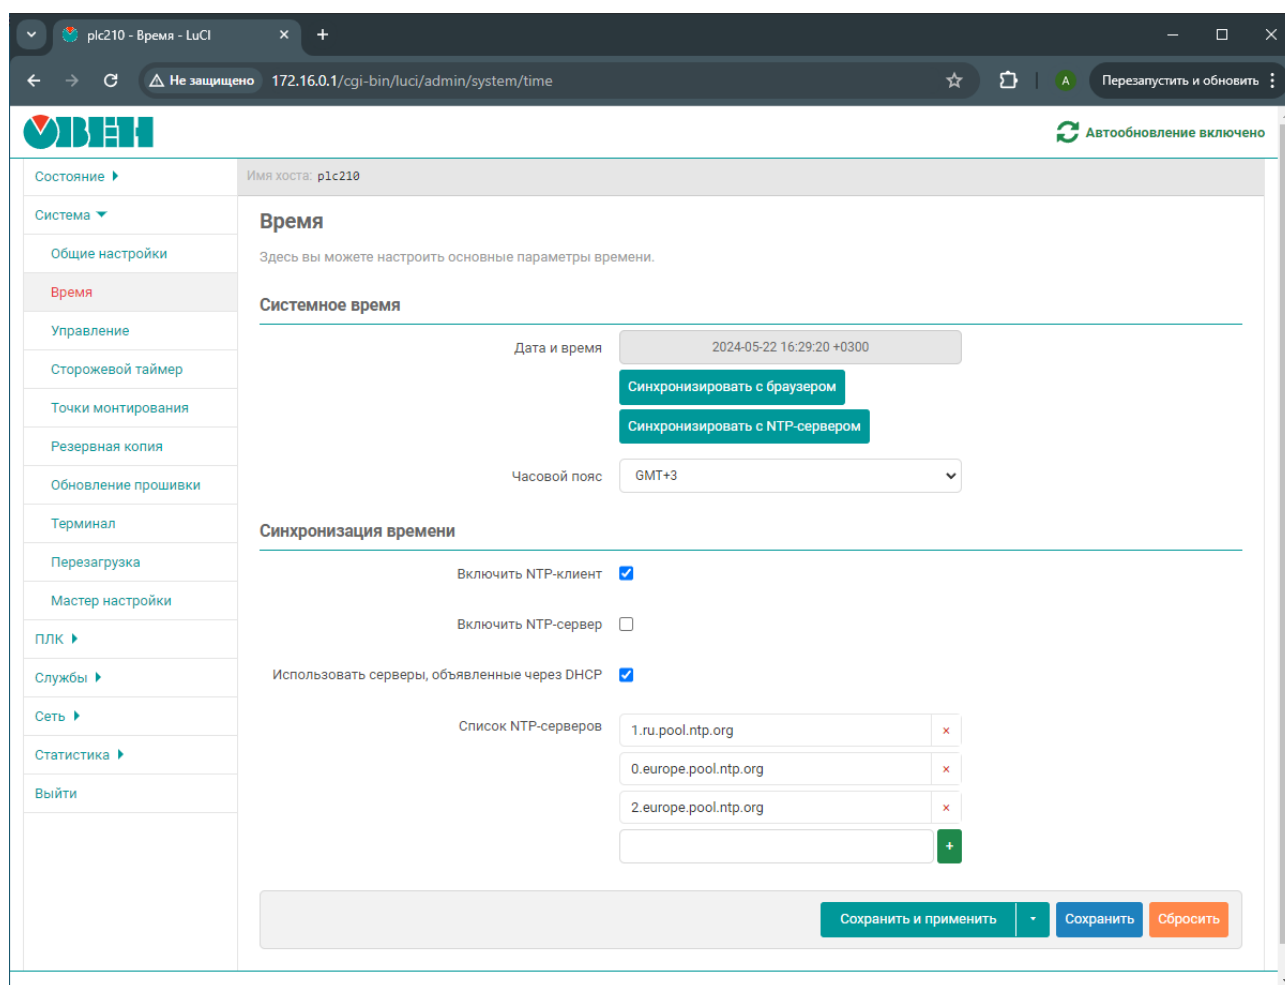 plc210 - Время - LuCI
Не защищено 172.16.0.1/cgi-bin/luci/admin/system/time
A
Перезапустить и обновить
ОВЕН
Автообновление включено
Состояние
Система
Общие настройки
Время
Управление
Сторожевой таймер
Точки монтирования
Резервная копия
Обновление прошивки
Терминал
Перезагрузка
Мастер настройки
ПЛК
Службы
Сеть
Статистика
Выйти
Имя хоста: plc210
Время
Здесь вы можете настроить основные параметры времени.
Системное время
Дата и время 2024-05-22 16:29:20 +0300
Синхронизировать с браузером
Синхронизировать с NTP-сервером
Часовой пояс GMT+3
Синхронизация времени
Включить NTP-клиент
Включить NTP-сервер
Использовать серверы, объявленные через DHCP
Список NTP-серверов 1.ru.pool.ntp.org ×
0.europe.pool.ntp.org ×
2.europe.pool.ntp.org ×
+
Сохранить и применить Сохранить Сбросить